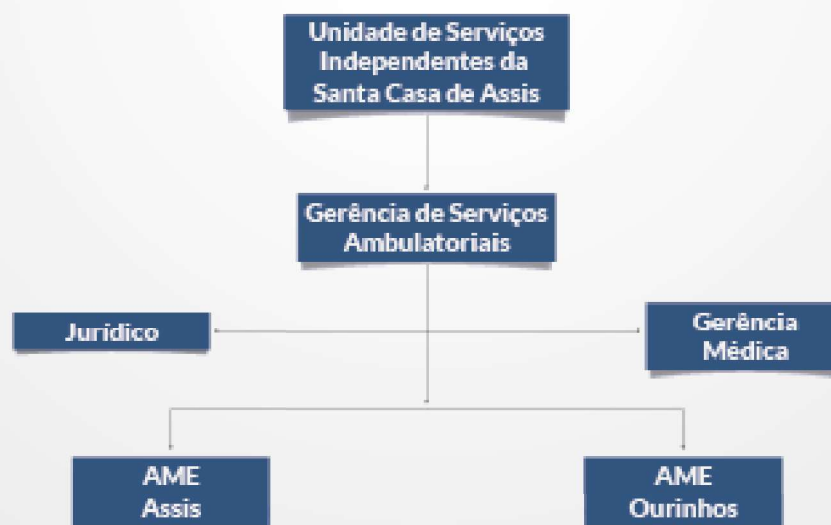 Unidade de Serviços
Independentes da
Santa Casa de Assis
Gerência de Serviços
Ambulatoriais
Jurídico
Gerência
Médica
AME
Assis
AME
Ourinhos